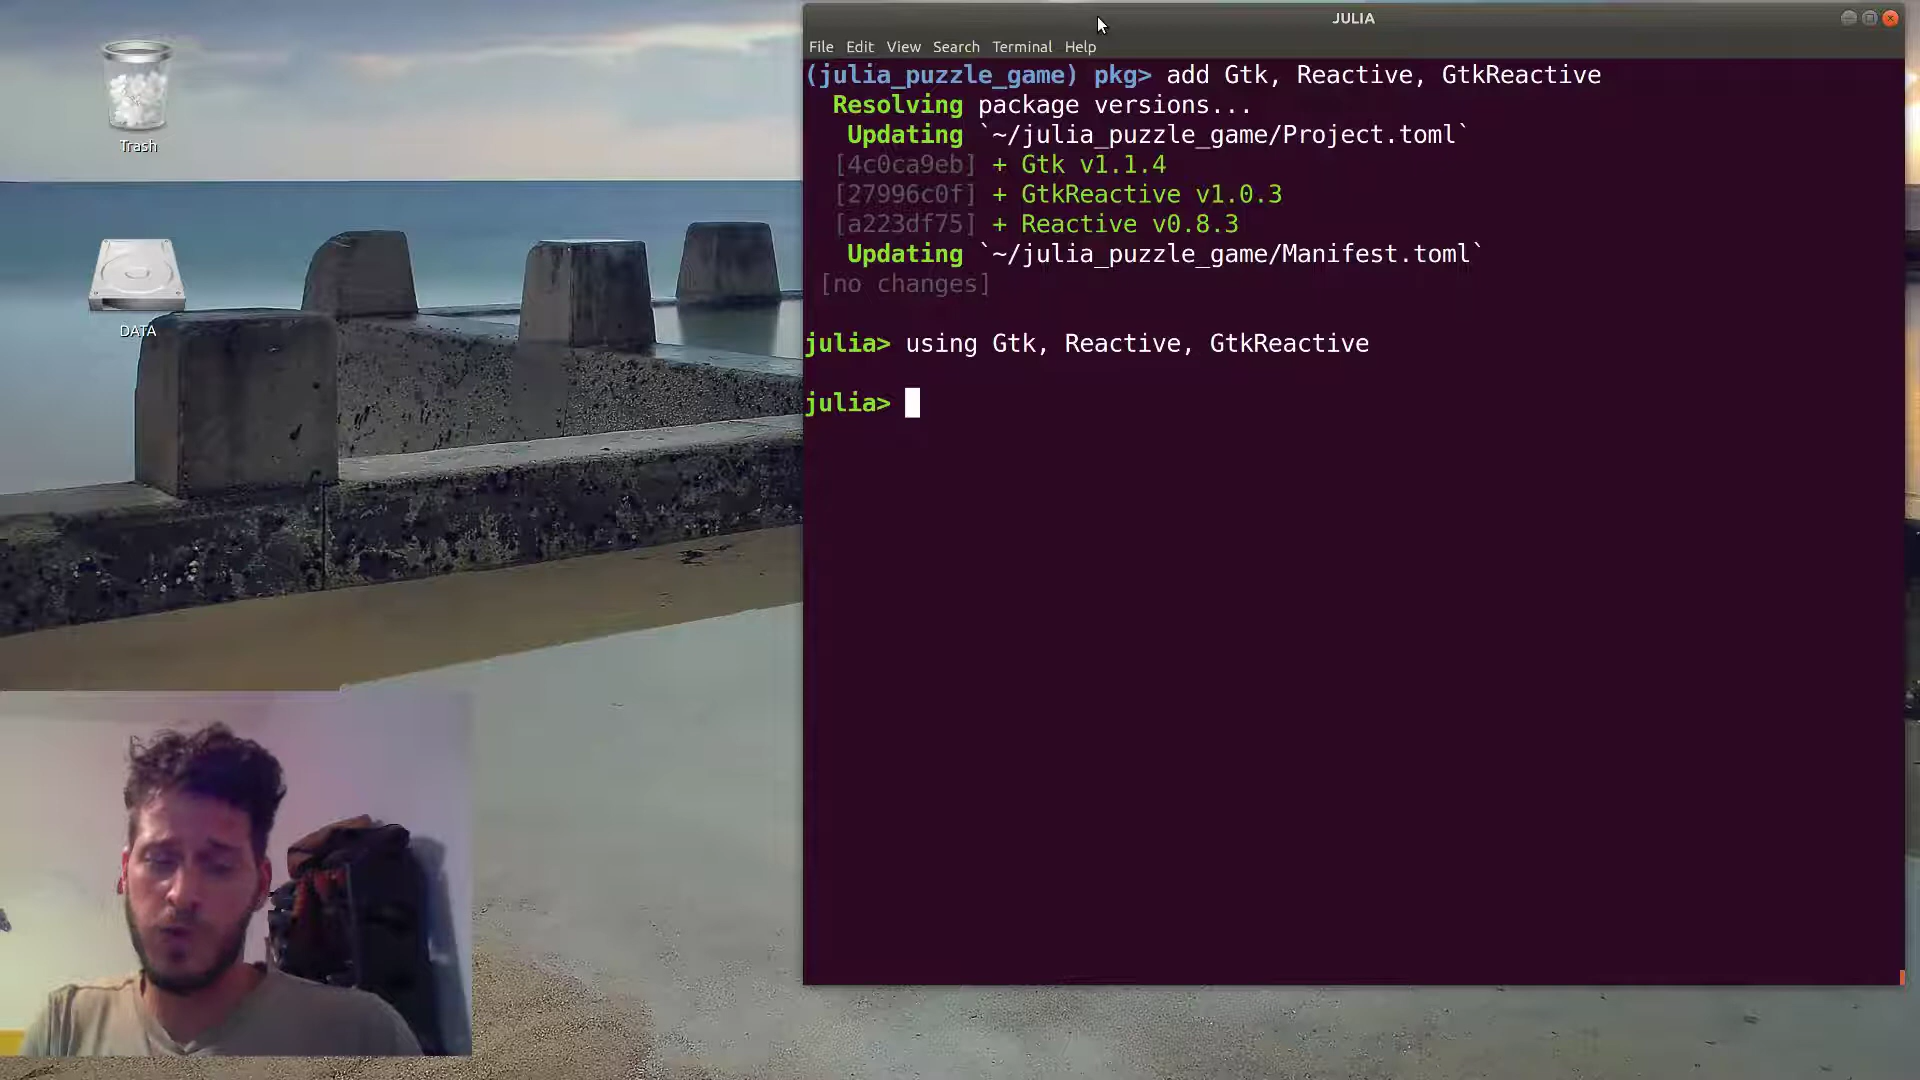 JULIA
File Edit View Search Terminal Help
(julia_puzzle_game) pkg> add Gtk, Reactive, GtkReactive
Resolving package versions...
Updating `~/julia_puzzle_game/Project.toml`
[4c0ca9eb] + Gtk v1.1.4
[27996c0f] + GtkReactive v1.0.3
[a223df75] + Reactive v0.8.3
Updating `~/julia_puzzle_game/Manifest.toml`
[no changes]
julia> using Gtk, Reactive, GtkReactive
julia>
Trash
DATA